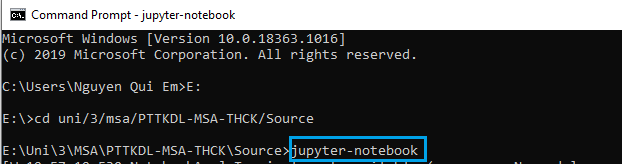 Command Prompt - jupyter-notebook
Microsoft Windows [Version 10.0.18363.1016]
(c) 2019 Microsoft Corporation. All rights reserved.
C:\Users\Nguyen Qui Em>E:
E:\>cd uni/3/msa/PTTKDL-MSA-THCK/Source
E:\Uni\3\MSA\PTTKDL-MSA-THCK\Source>jupyter-notebook